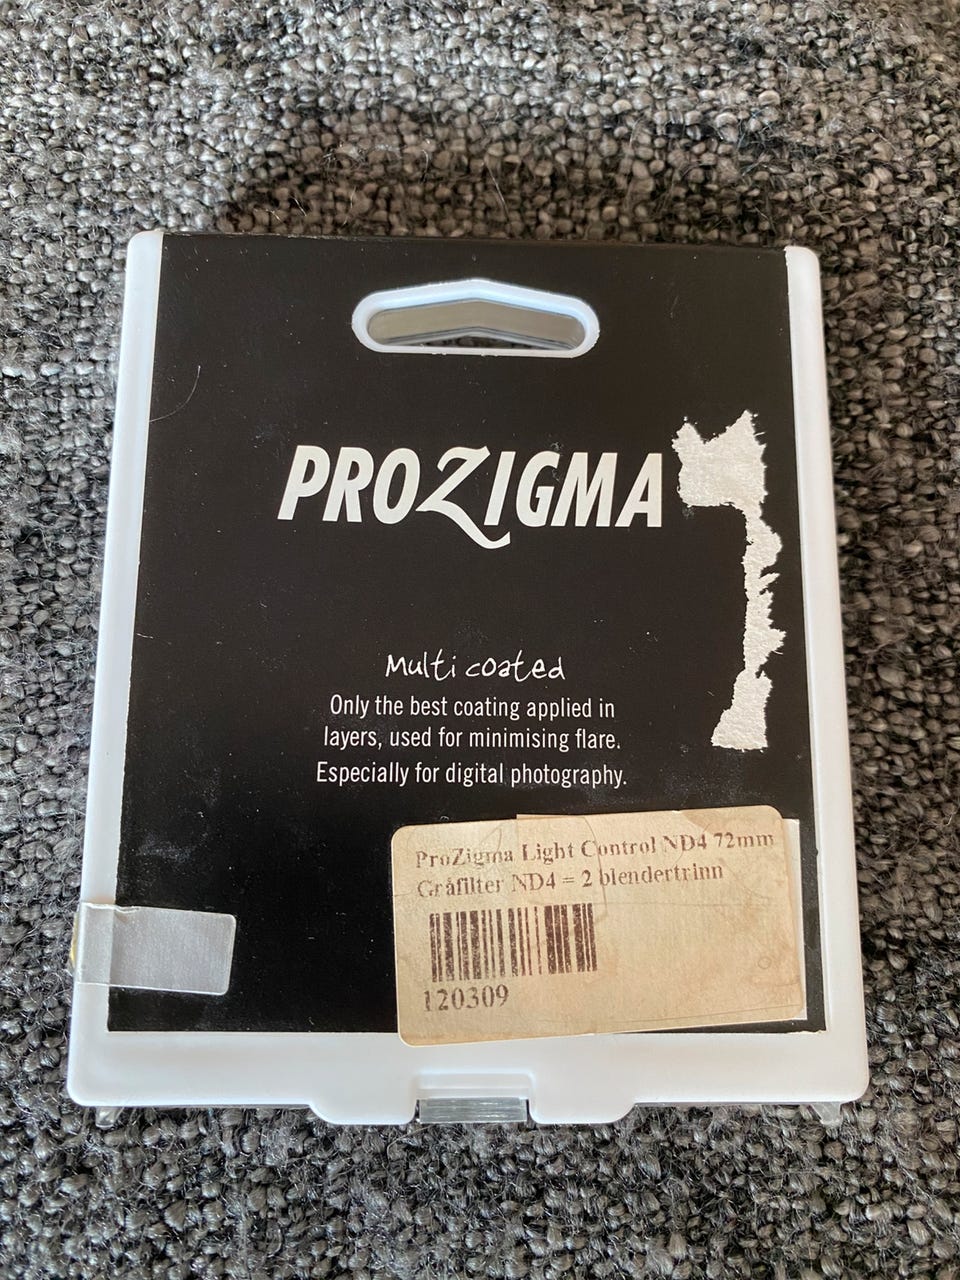 PROZIGMA
Multi coated
Only the best coating applied in
layers, used for minimising flare.
Especially for digital photography.
ProZigma Light Control ND4 72mm
Gråfilter ND4 = 2 blendertrinn
120309